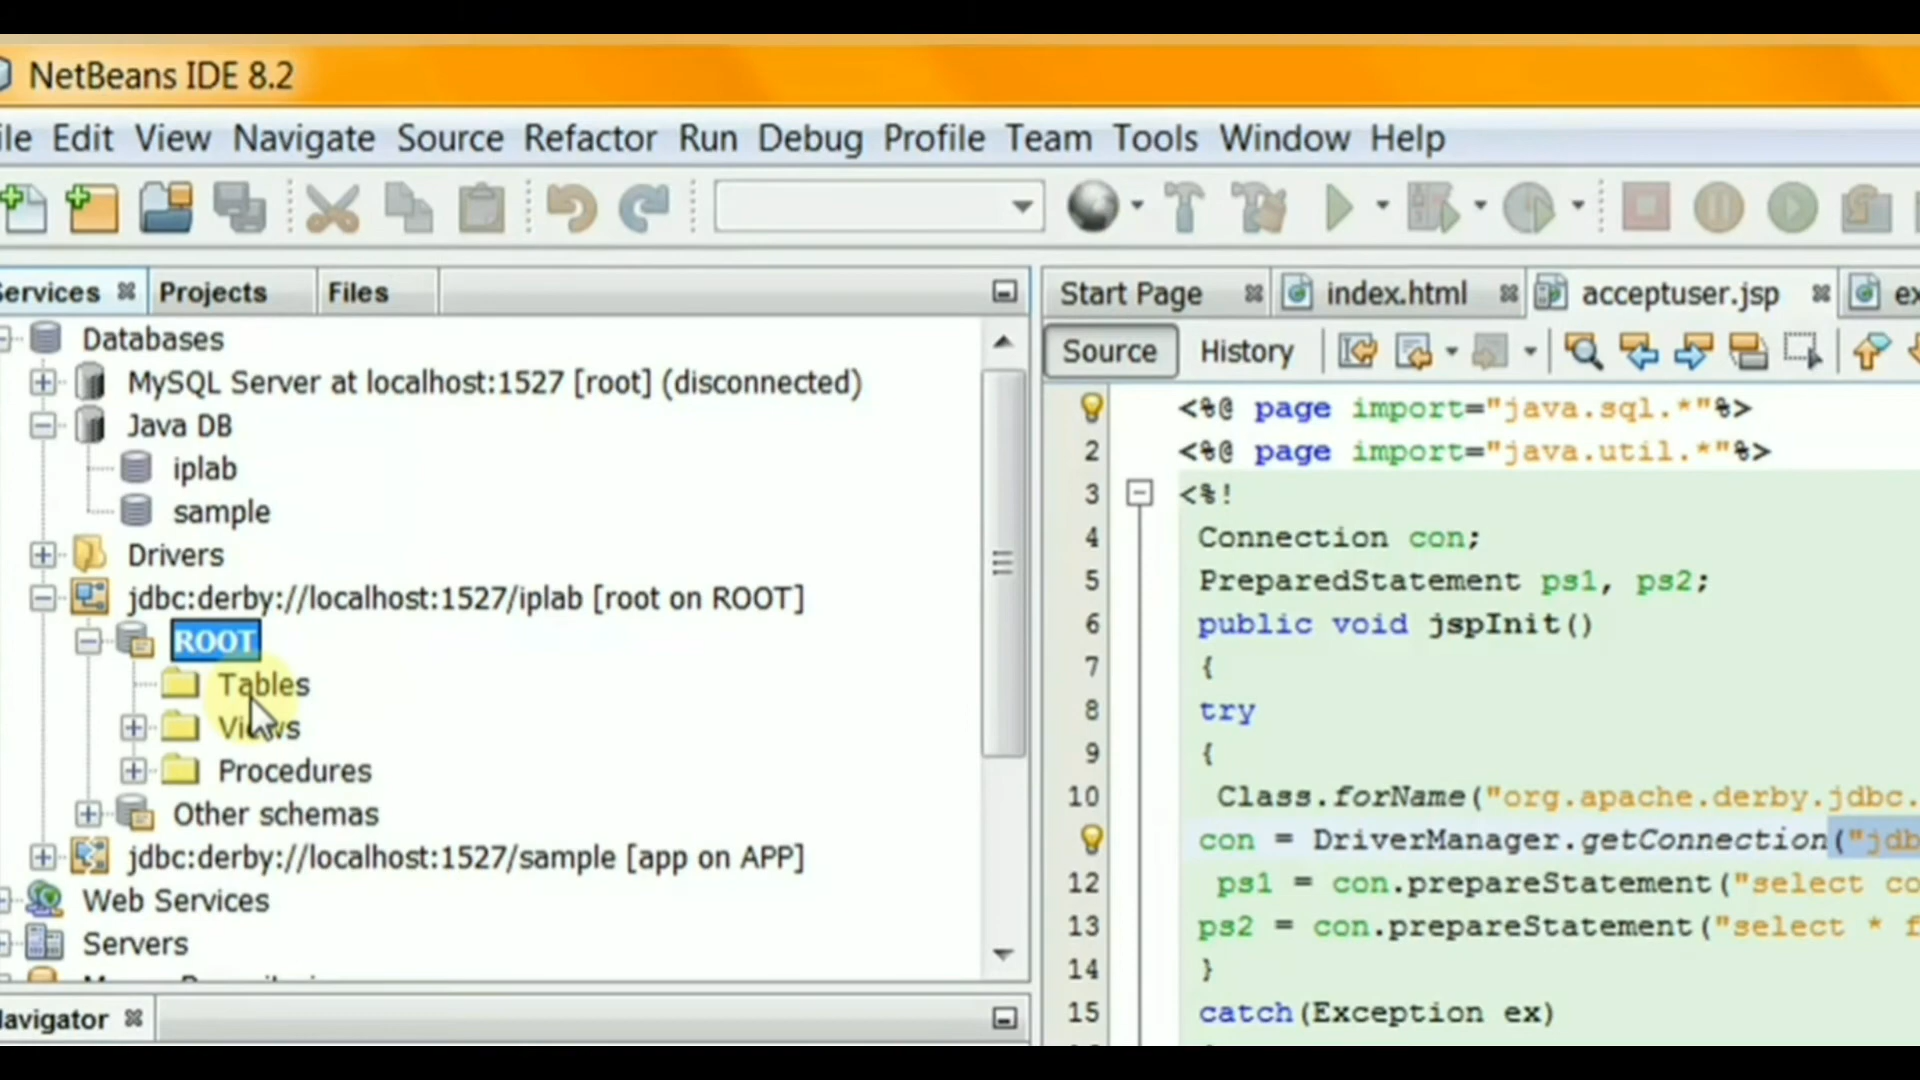 NetBeans IDE 8.2
ile Edit View Navigate Source Refactor Run Debug Profile Team Tools Window Help
Services Projects Files
Start Page index.html acceptuser.jsp ex
Source History
Databases
MySQL Server at localhost:1527 [root] (disconnected)
Java DB
iplab
sample
Drivers
jdbc:derby://localhost:1527/iplab [root on ROOT]
ROOT
Tables
Views
Procedures
Other schemas
jdbc:derby://localhost:1527/sample [app on APP]
Web Services
Servers
avigator
<%@ page import="java.sql.*"%>
2 <%@ page import="java.util.*"%>
3 <%!
4 Connection con;
5 PreparedStatement ps1, ps2;
6 public void jspInit()
7 {
8 try
9 {
10 Class.forName("org.apache.derby.jdbc.
con = DriverManager.getConnection("jdb
12 ps1 = con.prepareStatement("select co
13 ps2 = con.prepareStatement("select * f
14 }
15 catch(Exception ex)